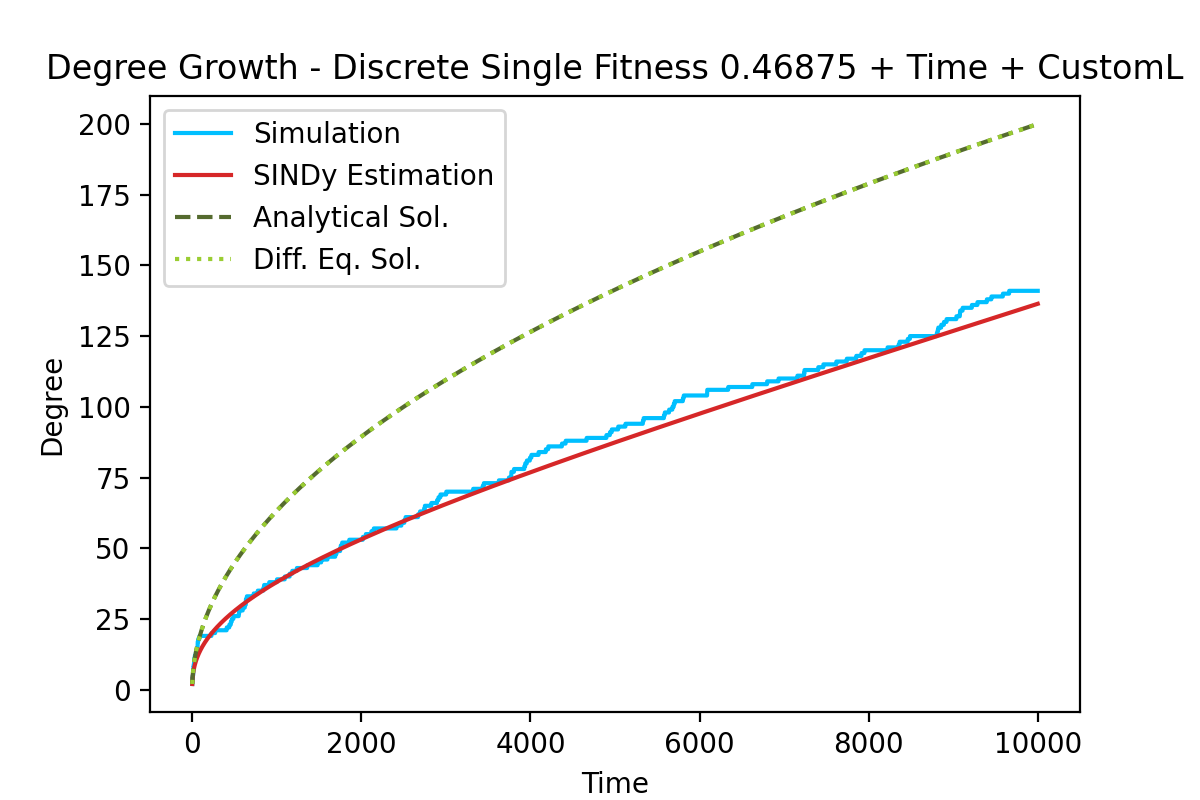 Degree Growth - Discrete Single Fitness 0.46875 + Time + CustomL
Simulation
SINDy Estimation
Analytical Sol.
Diff. Eq. Sol.
Degree
200
175
150
125
100
75
50
25
0
0 2000 4000 6000 8000 10000
Time